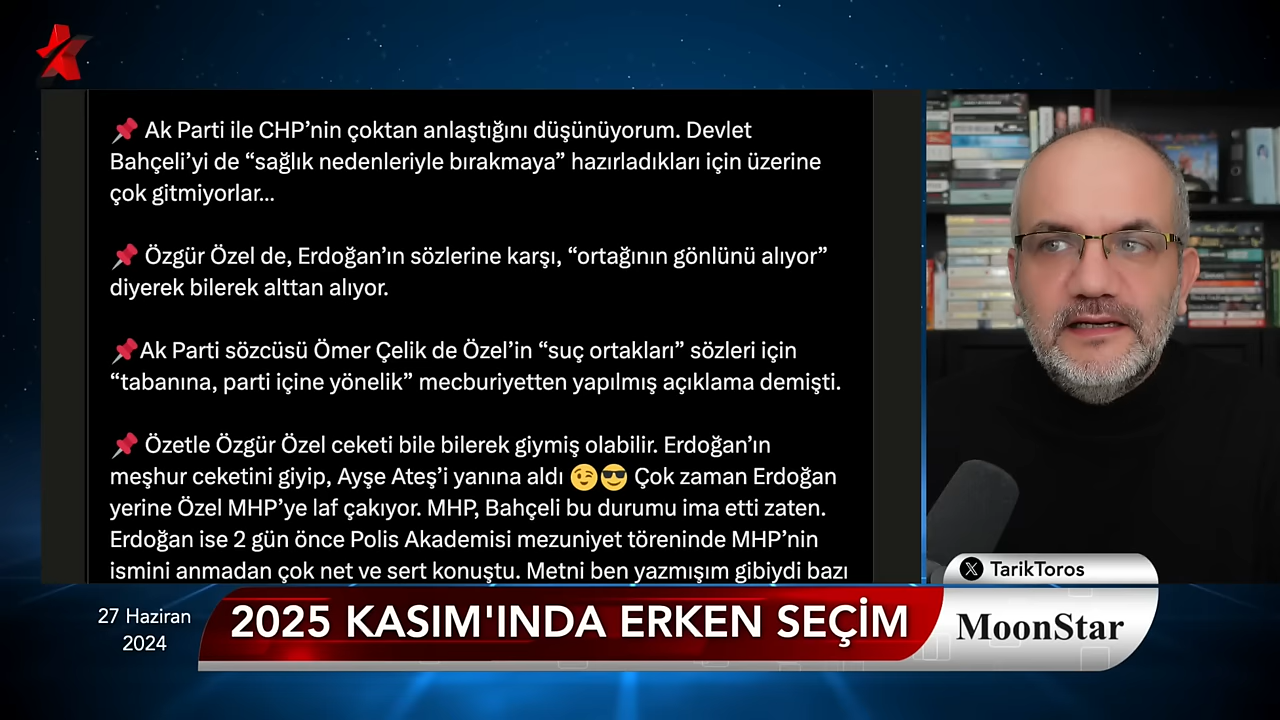 📌 Ak Parti ile CHP’nin çoktan anlaştığını düşünüyorum. Devlet
Bahçeli’yi de “sağlık nedenleriyle bırakmaya” hazırladıkları için üzerine
çok gitmiyorlar...
📌 Özgür Özel de, Erdoğan’ın sözlerine karşı, “ortağının gönlünü alıyor”
diyerek bilerek alttan alıyor.
📌Ak Parti sözcüsü Ömer Çelik de Özel’in “suç ortakları” sözleri için
“tabanına, parti içine yönelik” mecburiyetten yapılmış açıklama demişti.
📌 Özetle Özgür Özel ceketi bile bilerek giymiş olabilir. Erdoğan’ın
meşhur ceketini giyip, Ayşe Ateş’i yanına aldı 😉😎 Çok zaman Erdoğan
yerine Özel MHP’ye laf çakıyor. MHP, Bahçeli bu durumu ima etti zaten.
Erdoğan ise 2 gün önce Polis Akademisi mezuniyet töreninde MHP’nin
ismini anmadan çok net ve sert konuştu. Metni ben yazmışım gibiydi bazı
X TarikToros
27 Haziran
2024
2025 KASIM'INDA ERKEN SEÇİM
MoonStar